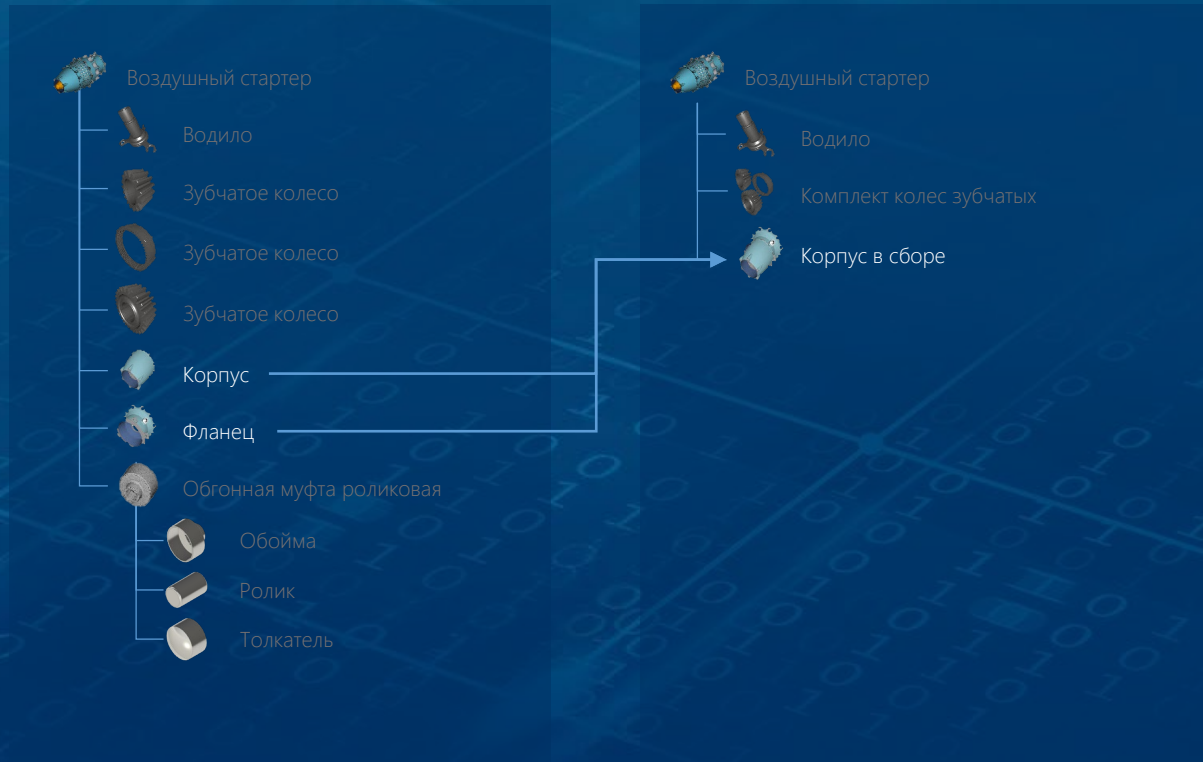 Воздушный стартер
Водило
Зубчатое колесо
Зубчатое колесо
Зубчатое колесо
Корпус
Фланец
Обгонная муфта роликовая
Обойма
Ролик
Толкатель
Воздушный стартер
Водило
Комплект колес зубчатых
Корпус в сборе